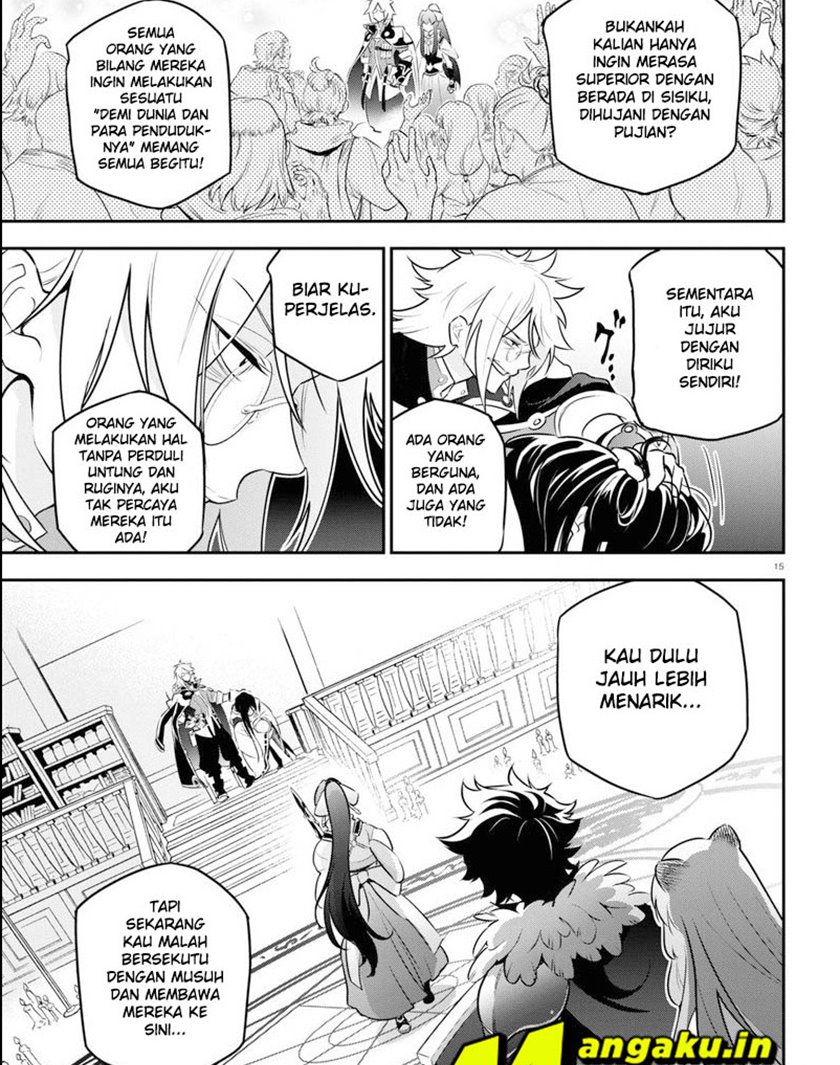 BUKANKAH
KALIAN HANYA
INGIN MERASA
SUPERIOR DENGAN
BERADA DI SISIKU,
DIHUJANI DENGAN
PUJIAN?
SEMUA
ORANG YANG
BILANG MEREKA
INGIN MELAKUKAN
SESUATU
"DEMI DUNIA DAN
PARA PENDUDUK-
NYA" MEMANG
SEMUA BEGITU!
SEMENTARA
ITU, AKU
JUJUR
DENGAN
DIRIKU
SENDIRI!
グッ
ADA ORANG
YANG
BERGUNA,
DAN ADA
JUGA YANG
TIDAK!
BIAR KU-
PERJELAS.
ORANG YANG
MELAKUKAN HAL
TANPA PERDULI
UNTUNG DAN
RUGINYA, AKU
TAK PERCAYA
MEREKA ITU
ADA!
15
KAU DULU
JAUH LEBIH
MENARIK...
TAPI
SEKARANG
KAU MALAH
BERSEKUTU
DENGAN MUSUH
DAN MEMBAWA
MEREKA KE
SINI...
angaku.in